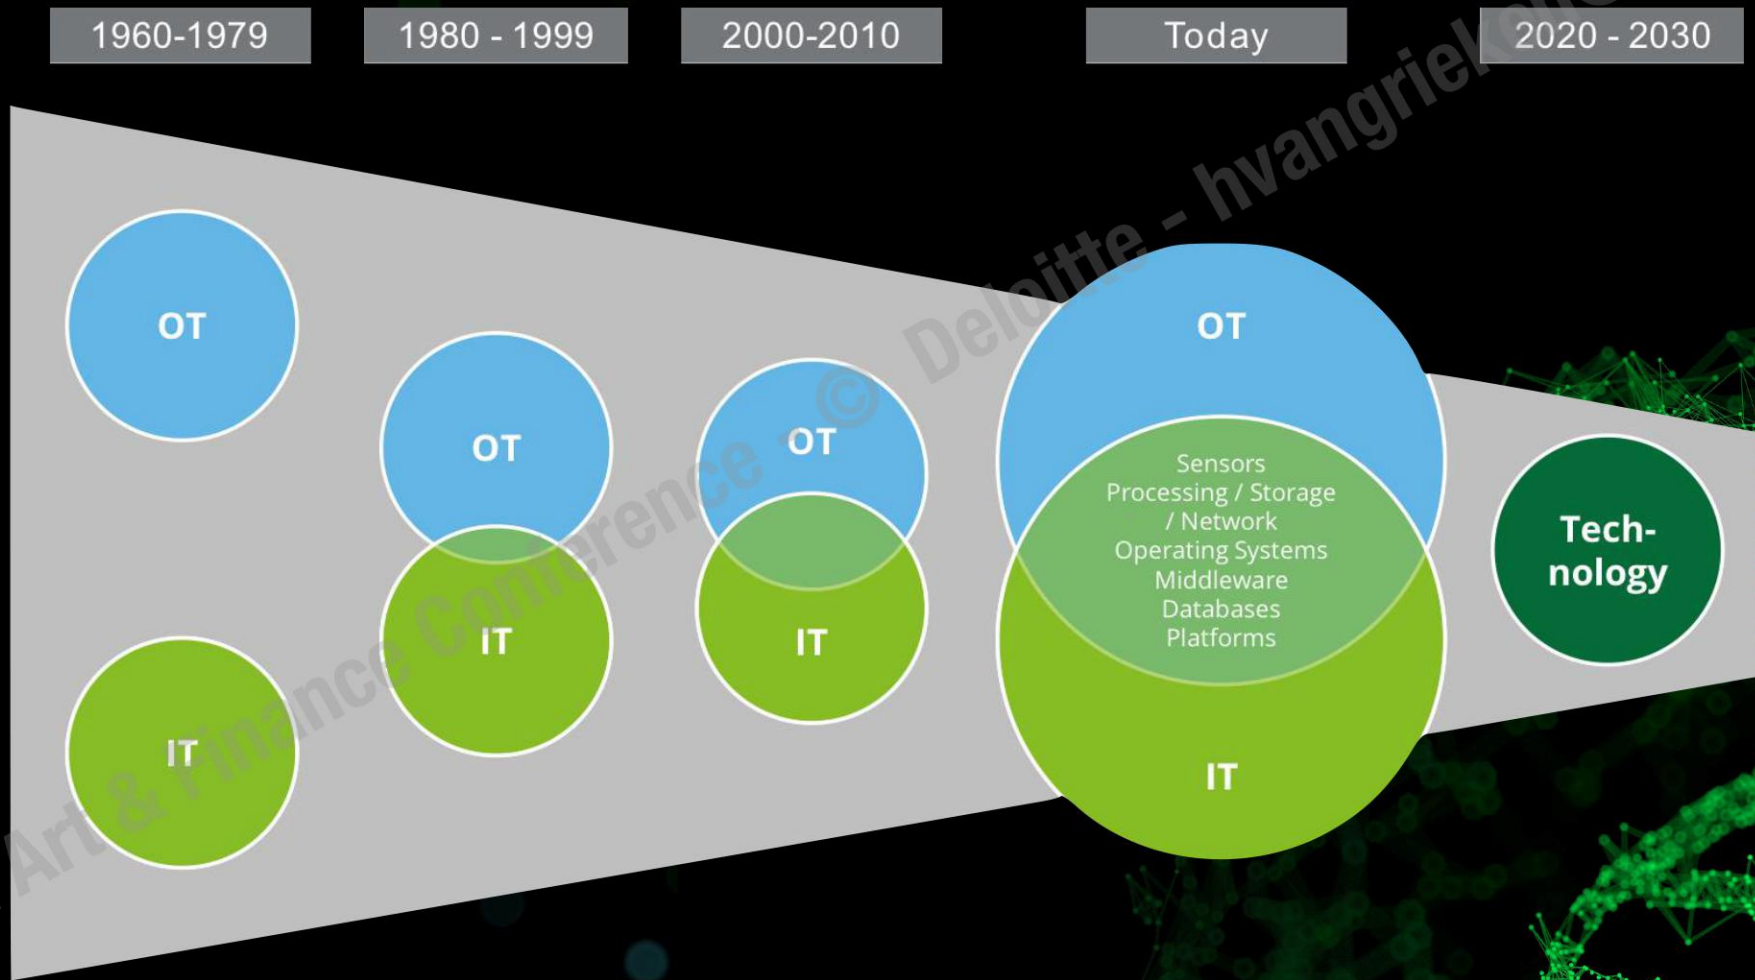 1960-1979
1980 - 1999
2000-2010
Today
2020 - 2030
OT
IT
OT
IT
OT
IT
OT
Sensors
Processing / Storage
/ Network
Operating Systems
Middleware
Databases
Platforms
IT
Tech-
nology
Art & Finance Conference - © Deloitte -